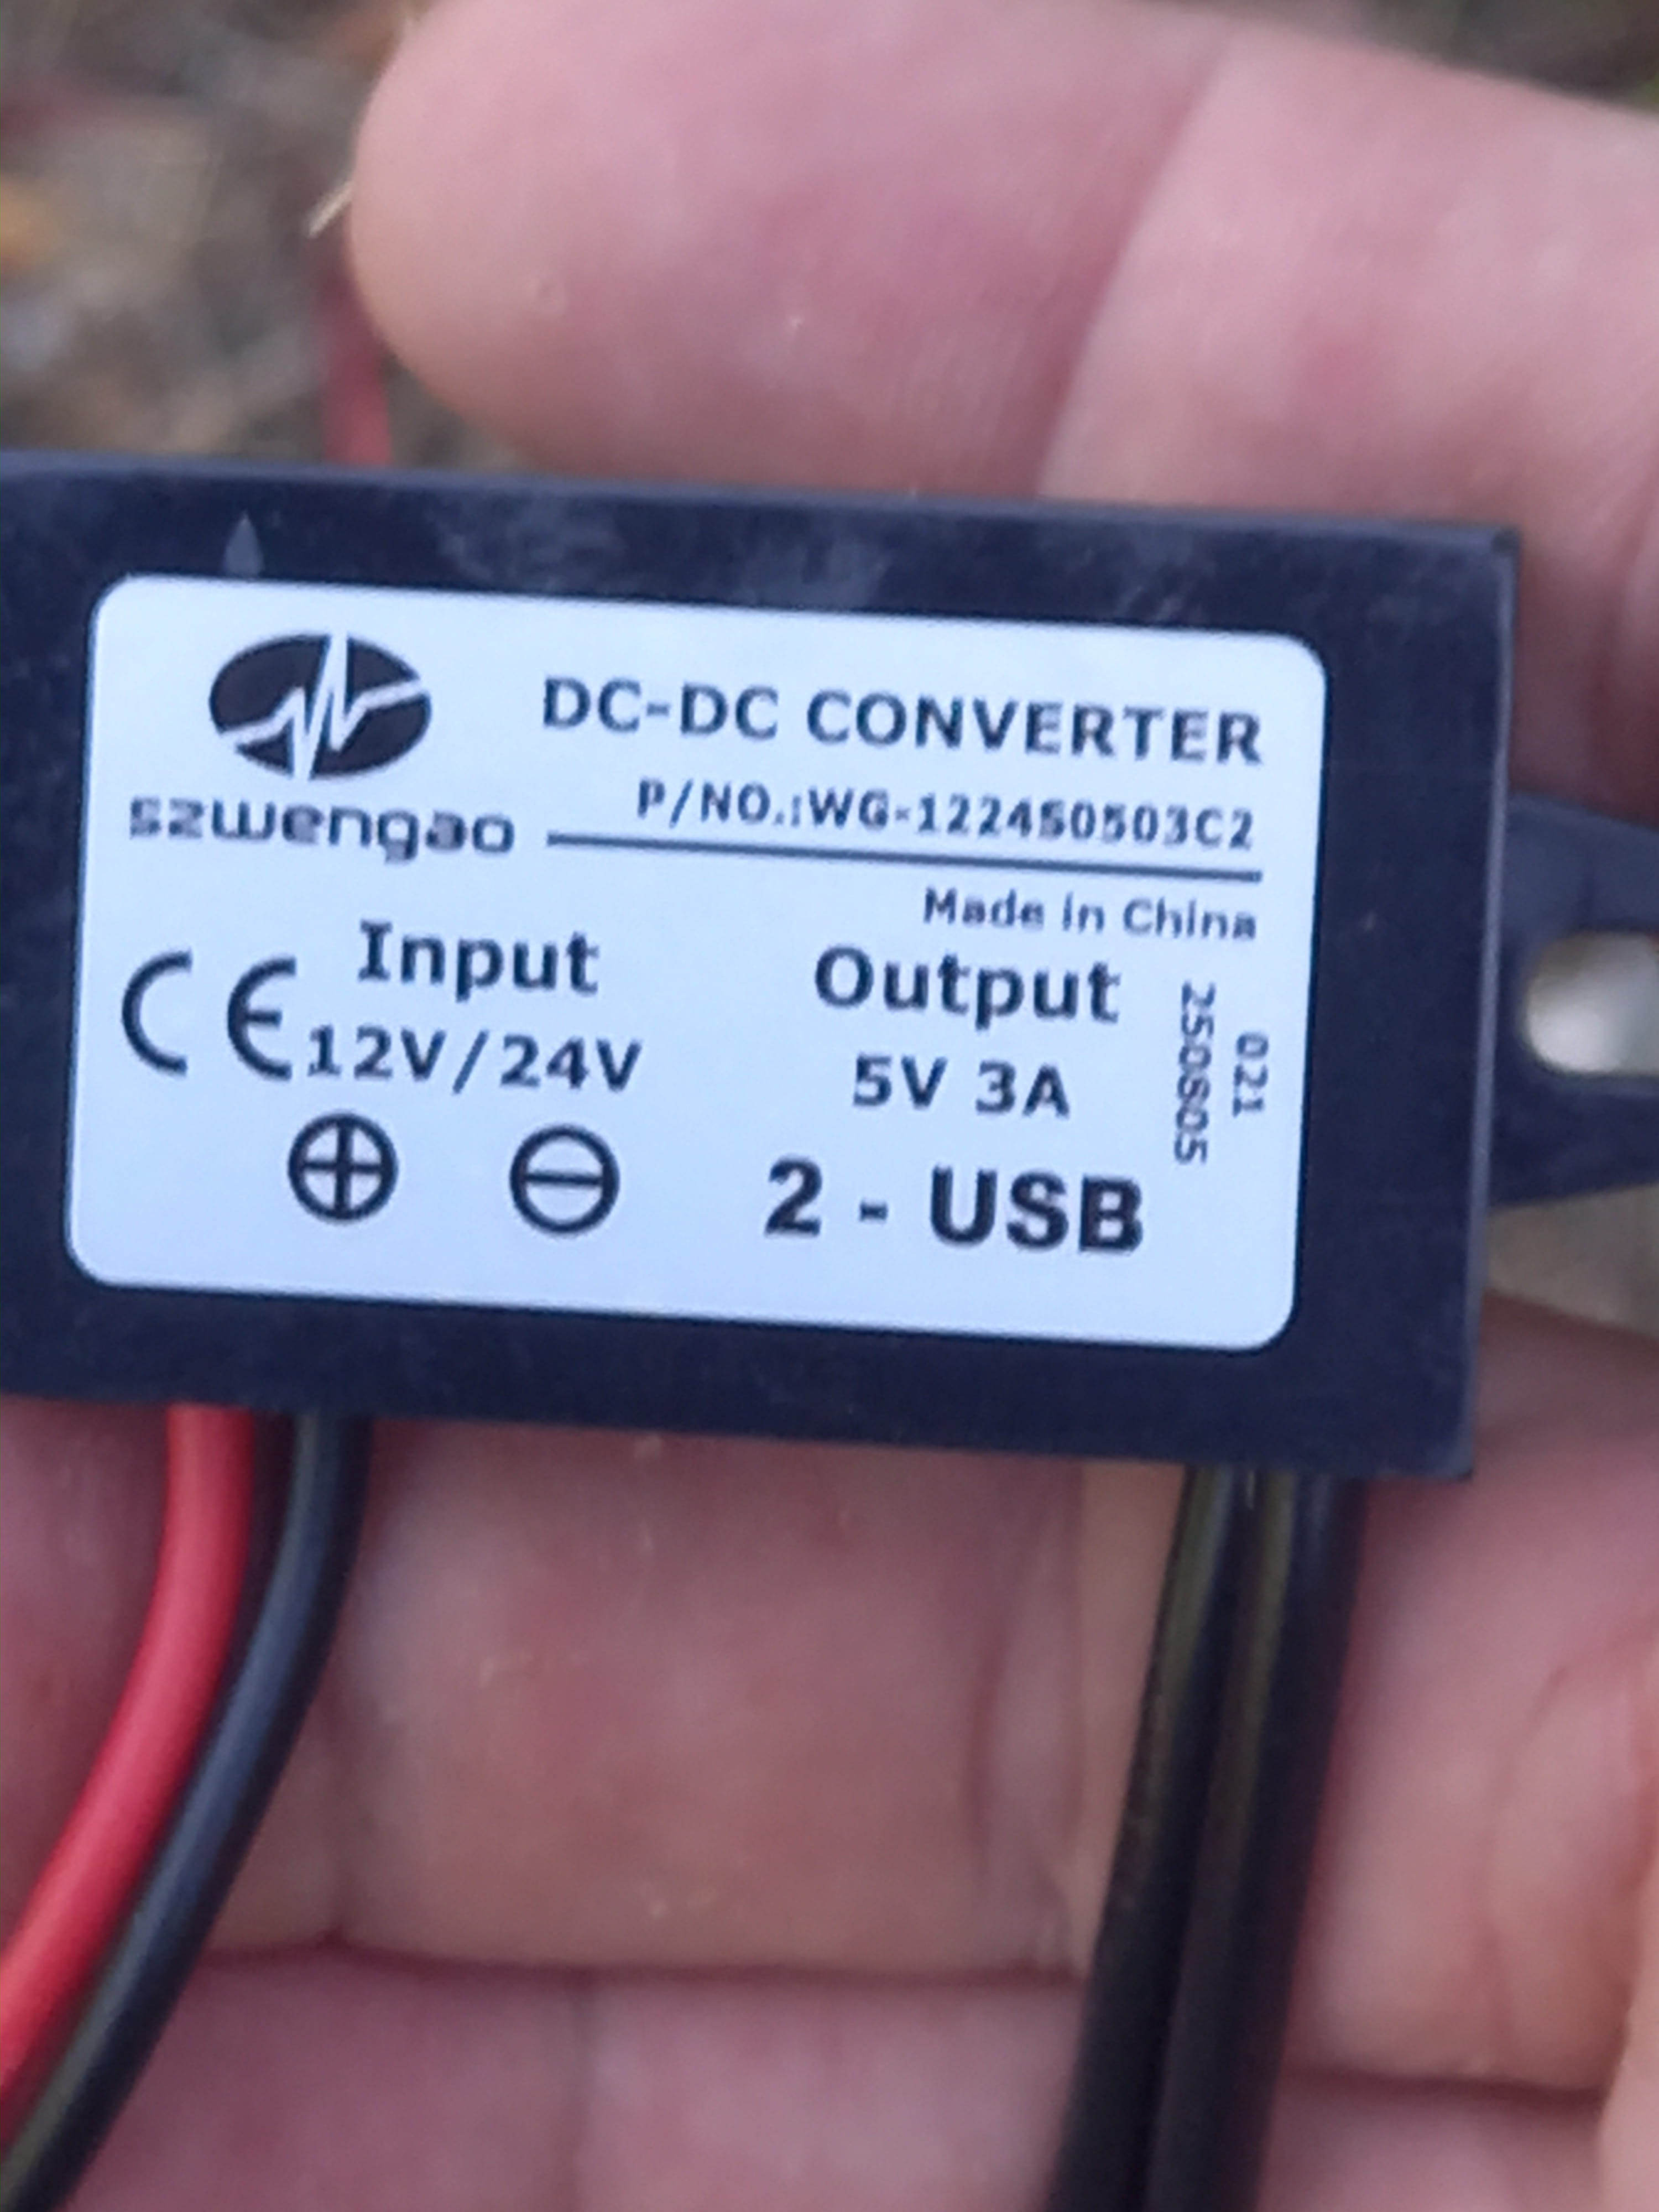 DC-DC CONVERTER
P/NO.:WG-1224S0503C2
szwengao
Made in China
Input
Output
CE
12V/24V
5V 3A
2 - USB
021
250805